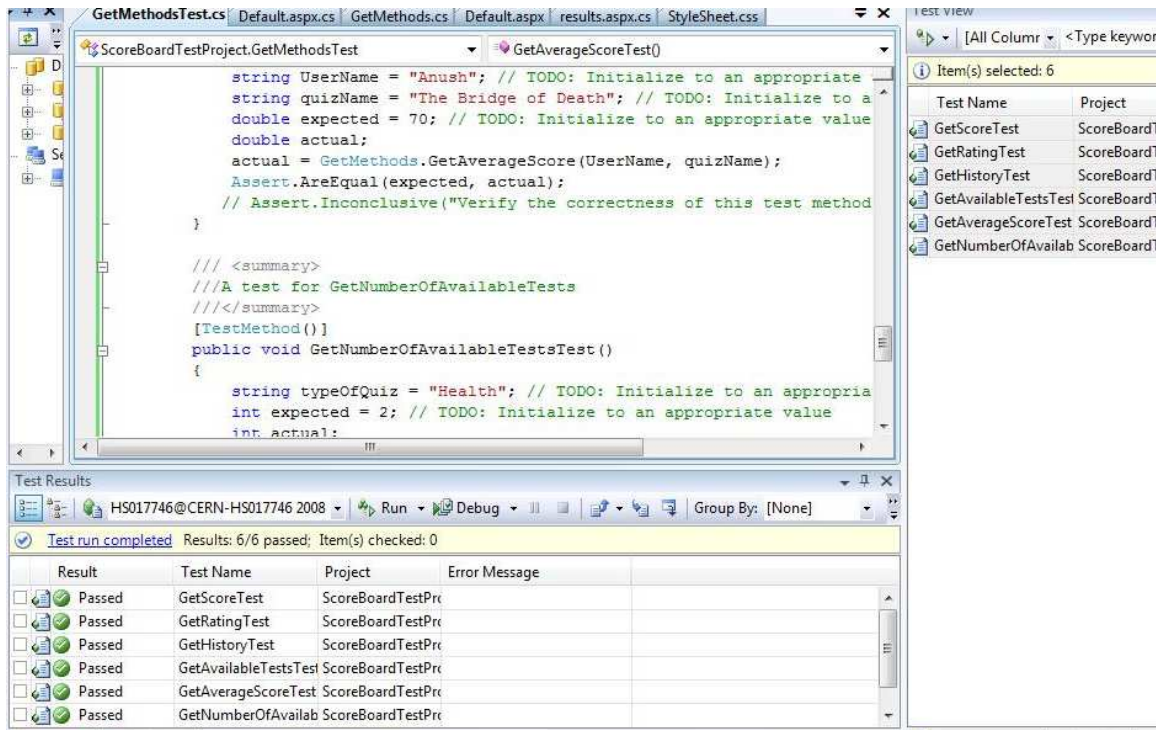 GetMethodsTest.cs Default.aspx.cs GetMethods.cs Default.aspx results.aspx.cs StyleSheet.css
ScoreBoardTestProject.GetMethodsTest GetAverageScoreTest()
D
Se
string UserName = "Anush"; // TODO: Initialize to an appropriate
string quizName = "The Bridge of Death"; // TODO: Initialize to a
double expected = 70; // TODO: Initialize to an appropriate value
double actual;
actual = GetMethods.GetAverageScore(UserName, quizName);
Assert.AreEqual(expected, actual);
// Assert.Inconclusive("Verify the correctness of this test method
}
/// <summary>
///A test for GetNumberOfAvailableTests
///</summary>
[TestMethod()]
public void GetNumberOfAvailableTestsTest()
{
string typeOfQuiz = "Health"; // TODO: Initialize to an appropria
int expected = 2; // TODO: Initialize to an appropriate value
int actual;
Test View
[All Columr <Type keywor
Item(s) selected: 6
Test Name Project
GetScoreTest ScoreBoardT
GetRatingTest ScoreBoardT
GetHistoryTest ScoreBoardT
GetAvailableTestsTest ScoreBoardT
GetAverageScoreTest ScoreBoardT
GetNumberOfAvailab ScoreBoardT
Test Results
HS017746@CERN-HS017746 2008 Run Debug Group By: [None]
Test run completed Results: 6/6 passed; Item(s) checked: 0
Result Test Name Project Error Message
Passed GetScoreTest ScoreBoardTestPro
Passed GetRatingTest ScoreBoardTestPro
Passed GetHistoryTest ScoreBoardTestPro
Passed GetAvailableTestsTest ScoreBoardTestPro
Passed GetAverageScoreTest ScoreBoardTestPro
Passed GetNumberOfAvailab ScoreBoardTestPro